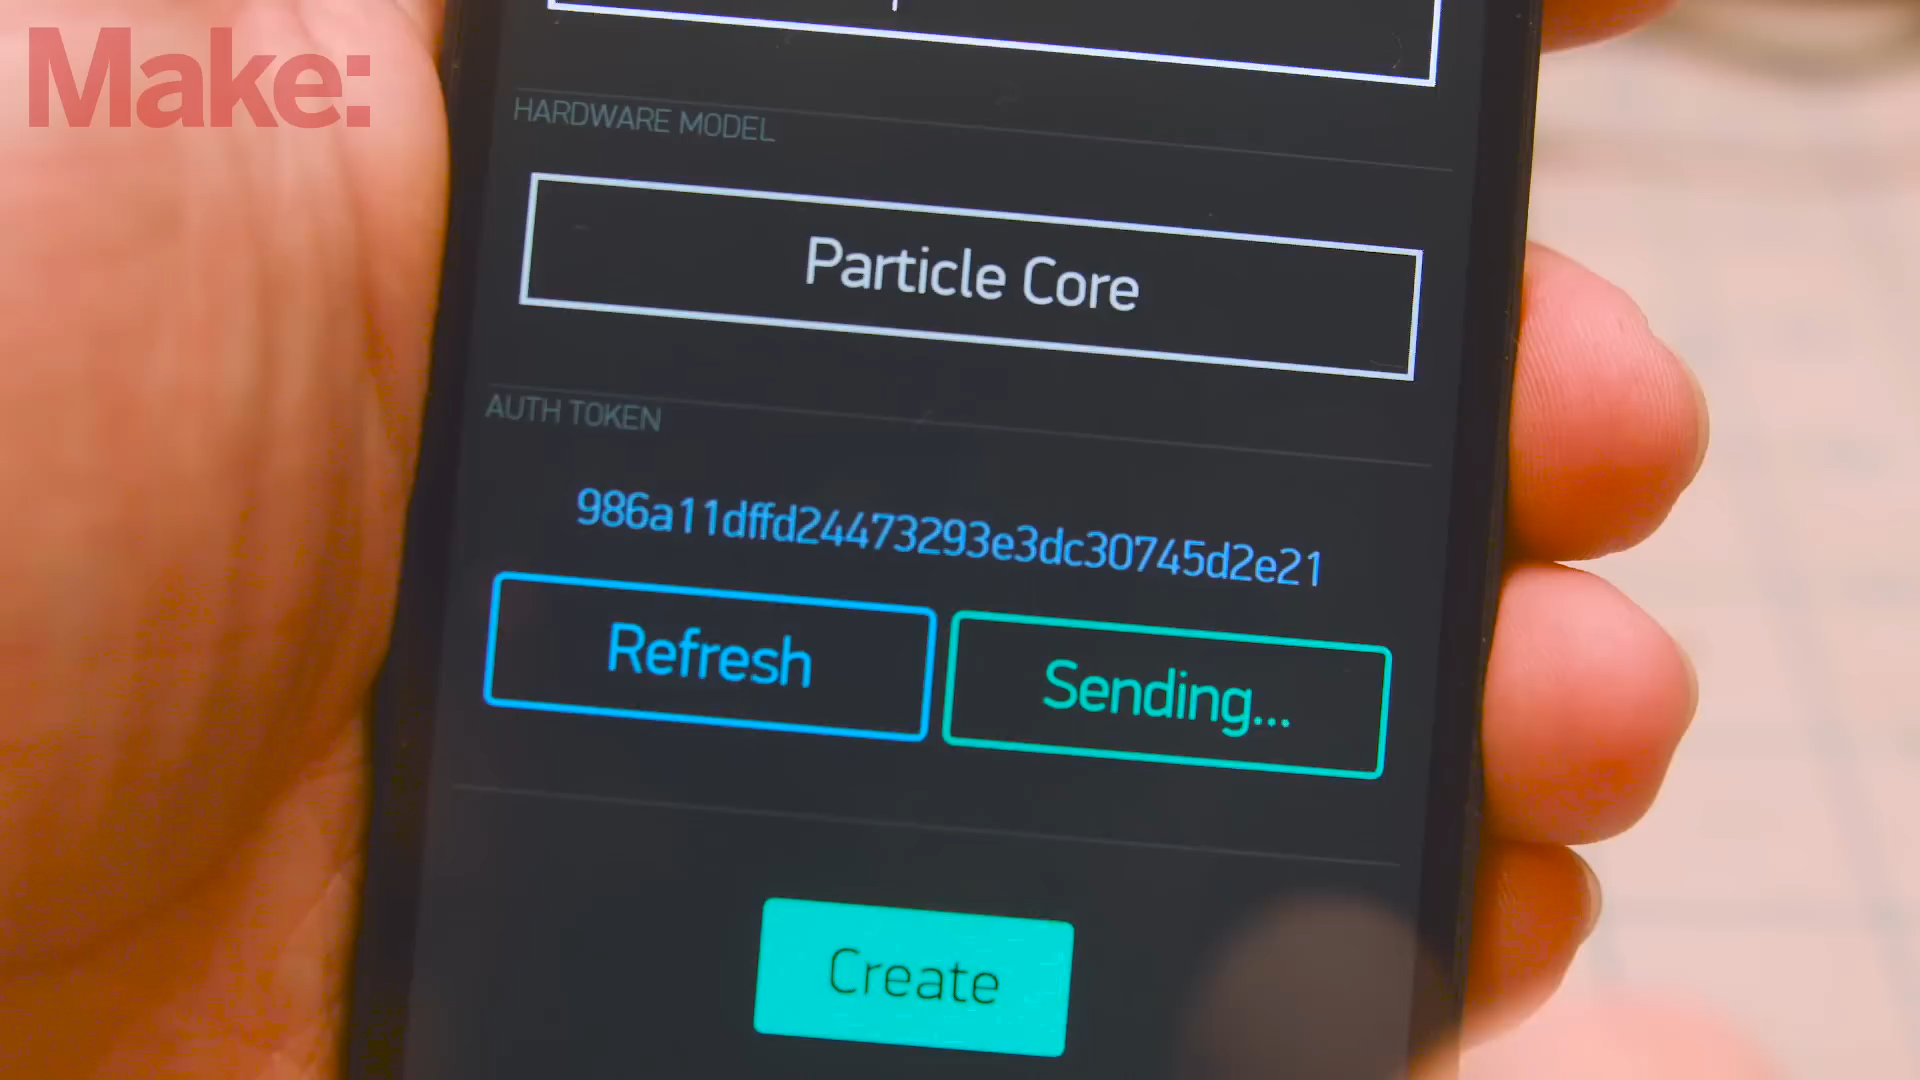 Make:
HARDWARE MODEL
Particle Core
AUTH TOKEN
986a11dffd24473293e3dc30745d2e21
Refresh
Sending...
Create